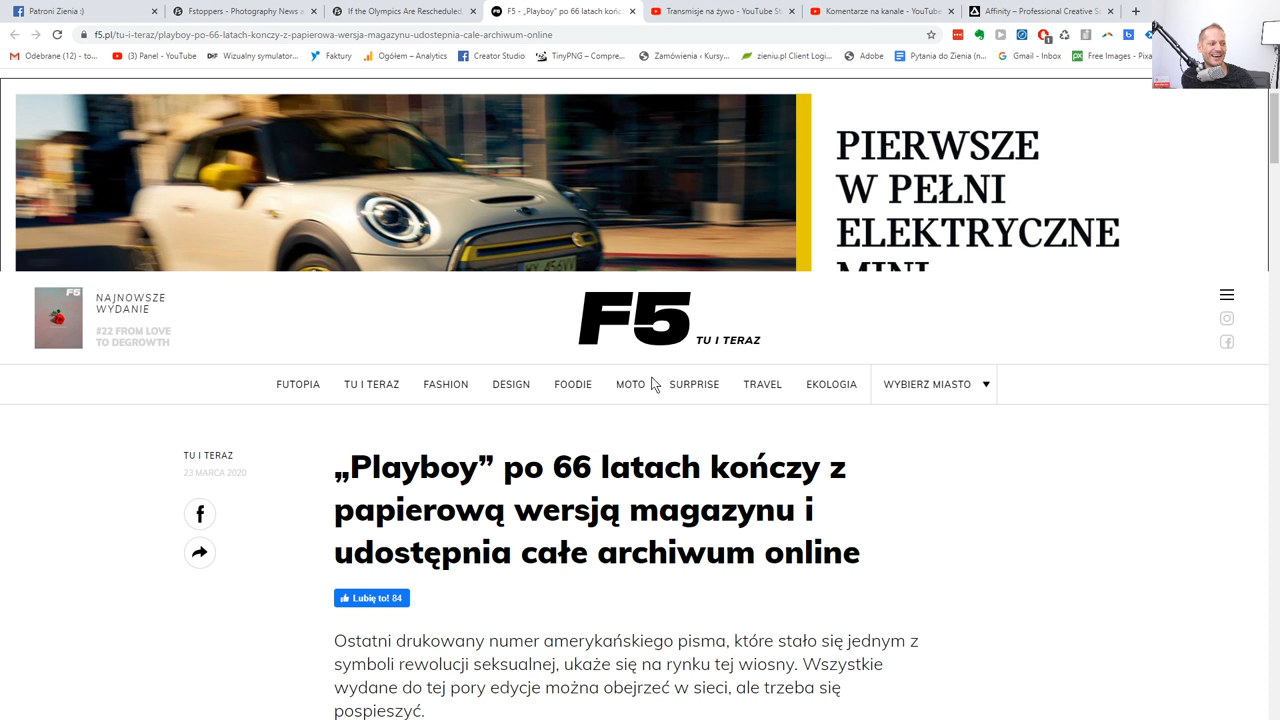 Patroni Zienia :)
Fstoppers - Photography News a
If the Olympics Are Rescheduled,
F5 - „Playboy” po 66 latach kończ
Transmisje na żywo - YouTube St
Komentarze na kanale - YouTube
Affinity – Professional Creative S
f5.pl/tu-i-teraz/playboy-po-66-latach-konczy-z-papierowa-wersja-magazynu-udostepnia-cale-archiwum-online
Odebrane (12) - to...
(3) Panel - YouTube
Wizualny symulator...
Faktury
Ogółem – Analytics
Creator Studio
TinyPNG – Compre...
Zamówienia ‹ Kursy...
zieniu.pl Client Logi...
Adobe
Pytania do Zienia (n...
Gmail - Inbox
Free Images - Pixa
PIERWSZE
W PEŁNI
ELEKTRYCZNE
MINI
F5
NAJNOWSZE
WYDANIE
#22 FROM LOVE
TO DEGROWTH
F5 TU I TERAZ
FUTOPIA TU I TERAZ FASHION DESIGN FOODIE MOTO SURPRISE TRAVEL EKOLOGIA WYBIERZ MIASTO
TU I TERAZ
23 MARCA 2020
„Playboy” po 66 latach kończy z
papierową wersją magazynu i
udostępnia całe archiwum online
Lubię to! 84
Ostatni drukowany numer amerykańskiego pisma, które stało się jednym z
symboli rewolucji seksualnej, ukaże się na rynku tej wiosny. Wszystkie
wydane do tej pory edycje można obejrzeć w sieci, ale trzeba się
pospieszyć.